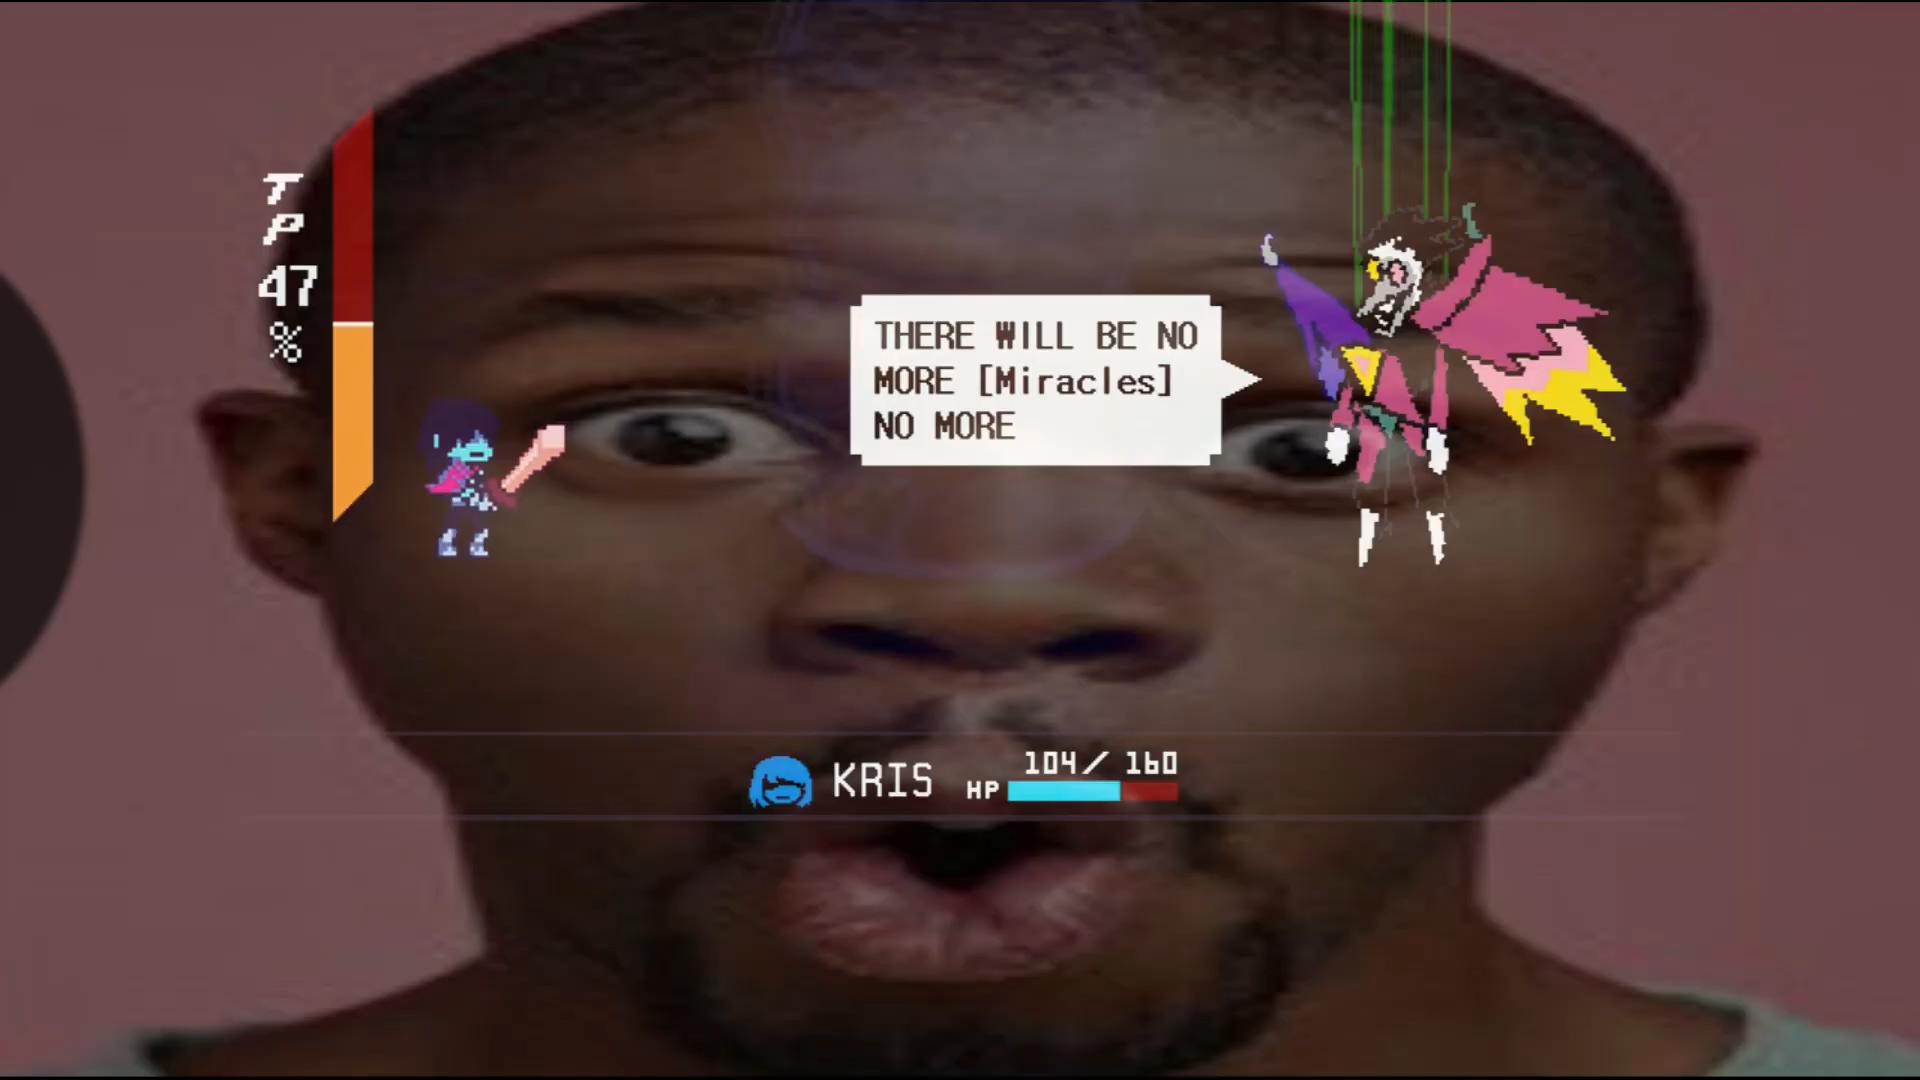 TP
47
%
THERE WILL BE NO
MORE [Miracles]
NO MORE
KRIS HP 104/ 160